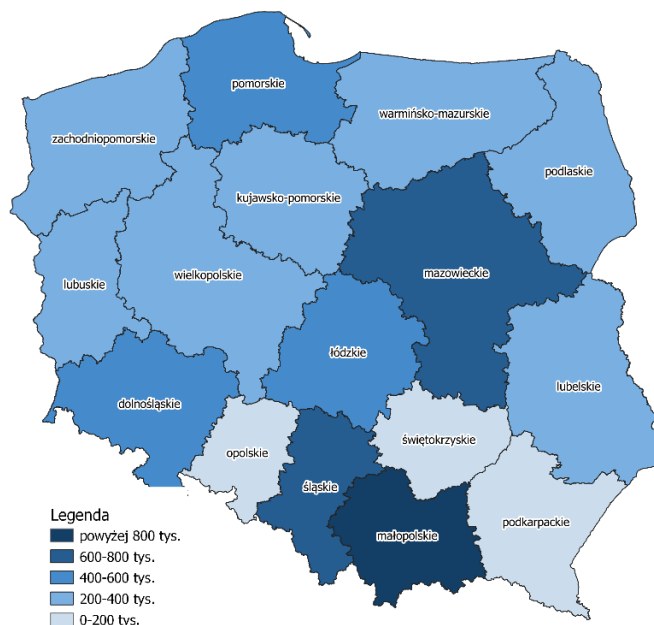 pomorskie
warmińsko-mazurskie
zachodniopomorskie
podlaskie
kujawsko-pomorskie
mazowieckie
wielkopolskie
lubuskie
łódzkie
lubelskie
dolnośląskie
świętokrzyskie
opolskie
śląskie
podkarpackie
małopolskie
Legenda
powyżej 800 tys.
600-800 tys.
400-600 tys.
200-400 tys.
0-200 tys.